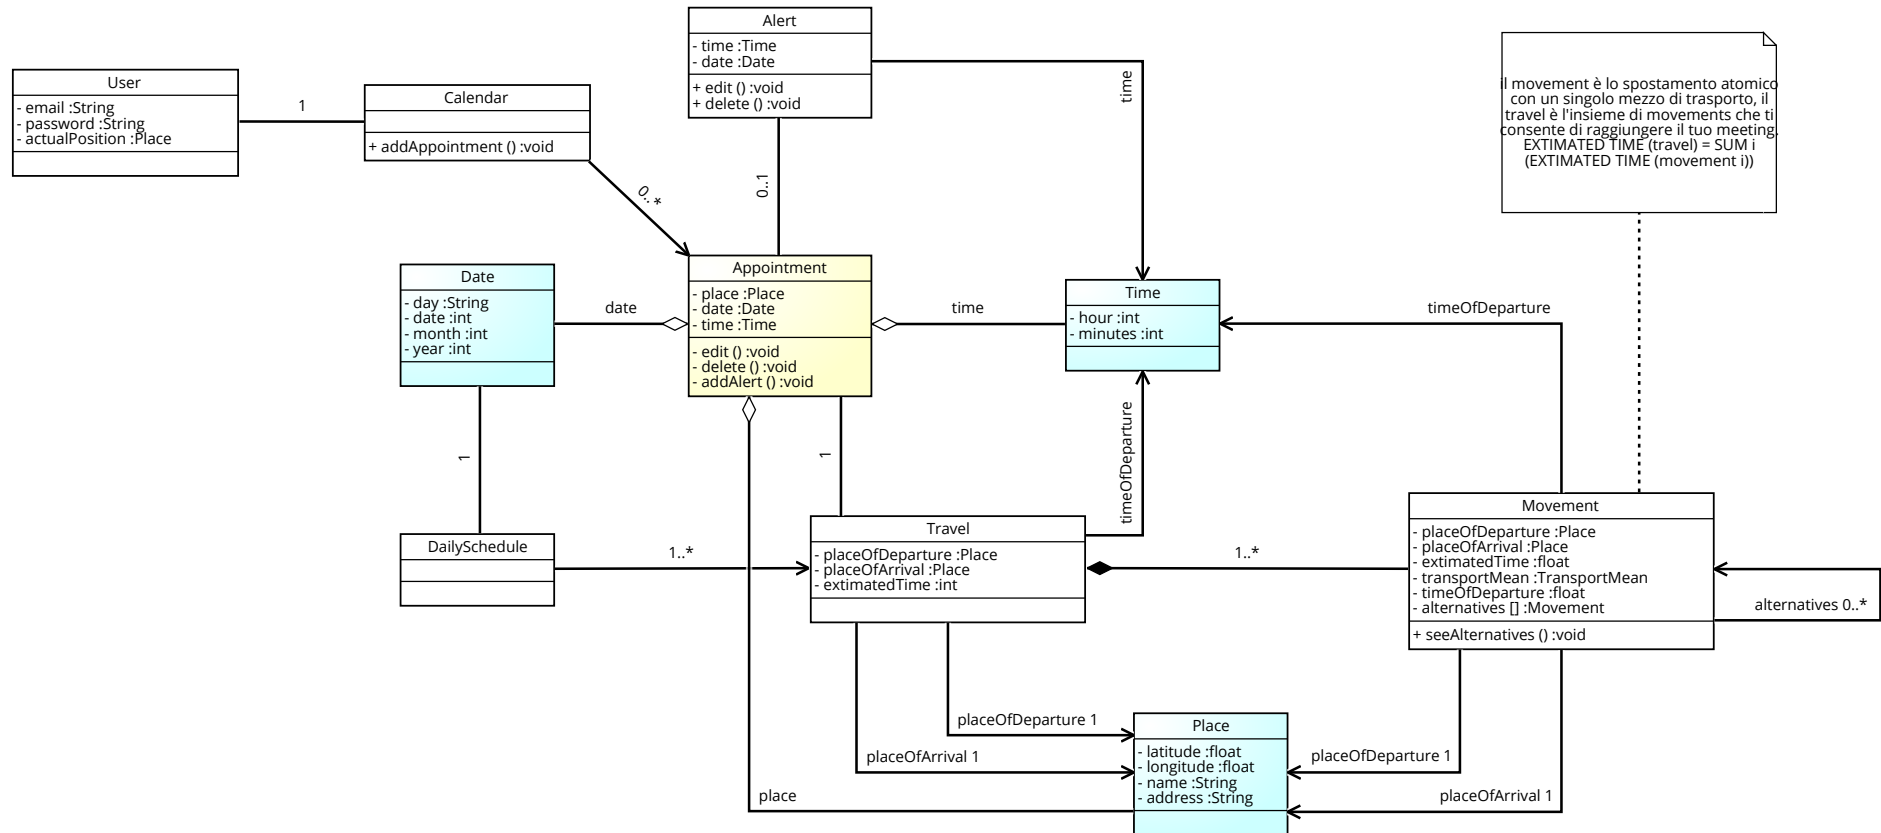 Alert
- time :Time
- date :Date
+ edit () :void
+ delete () :void
time
il movement è lo spostamento atomico
con un singolo mezzo di trasporto, il
travel è l'insieme di movements che ti
consente di raggiungere il tuo meeting.
EXTIMATED TIME (travel) = SUM i
(EXTIMATED TIME (movement i))
User
- email :String
- password :String
- actualPosition :Place
1
Calendar
+ addAppointment () :void
0..*
0..1
Date
- day :String
- date :int
- month :int
- year :int
date
Appointment
- place :Place
- date :Date
- time :Time
- edit () :void
- delete () :void
- addAlert () :void
time
Time
- hour :int
- minutes :int
timeOfDeparture
1
1
timeOfDeparture
DailySchedule
1..*
Travel
- placeOfDeparture :Place
- placeOfArrival :Place
- extimatedTime :int
1..*
Movement
- placeOfDeparture :Place
- placeOfArrival :Place
- extimatedTime :float
- transportMean :TransportMean
- timeOfDeparture :float
- alternatives [] :Movement
+ seeAlternatives () :void
alternatives 0..*
placeOfDeparture 1
placeOfArrival 1
place
Place
- latitude :float
- longitude :float
- name :String
- address :String
placeOfDeparture 1
placeOfArrival 1